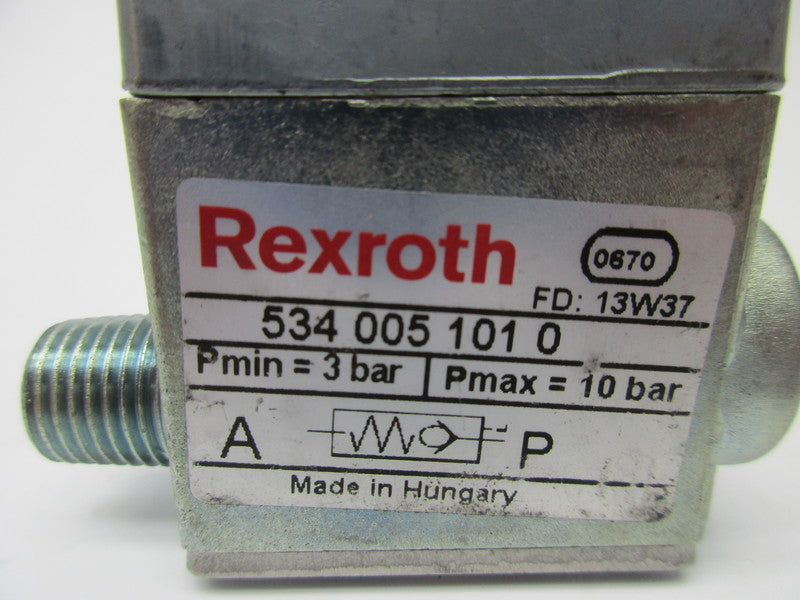 Rexroth
0670
FD: 13W37
534 005 101 0
Pmin = 3 bar Pmax = 10 bar
A P
Made in Hungary